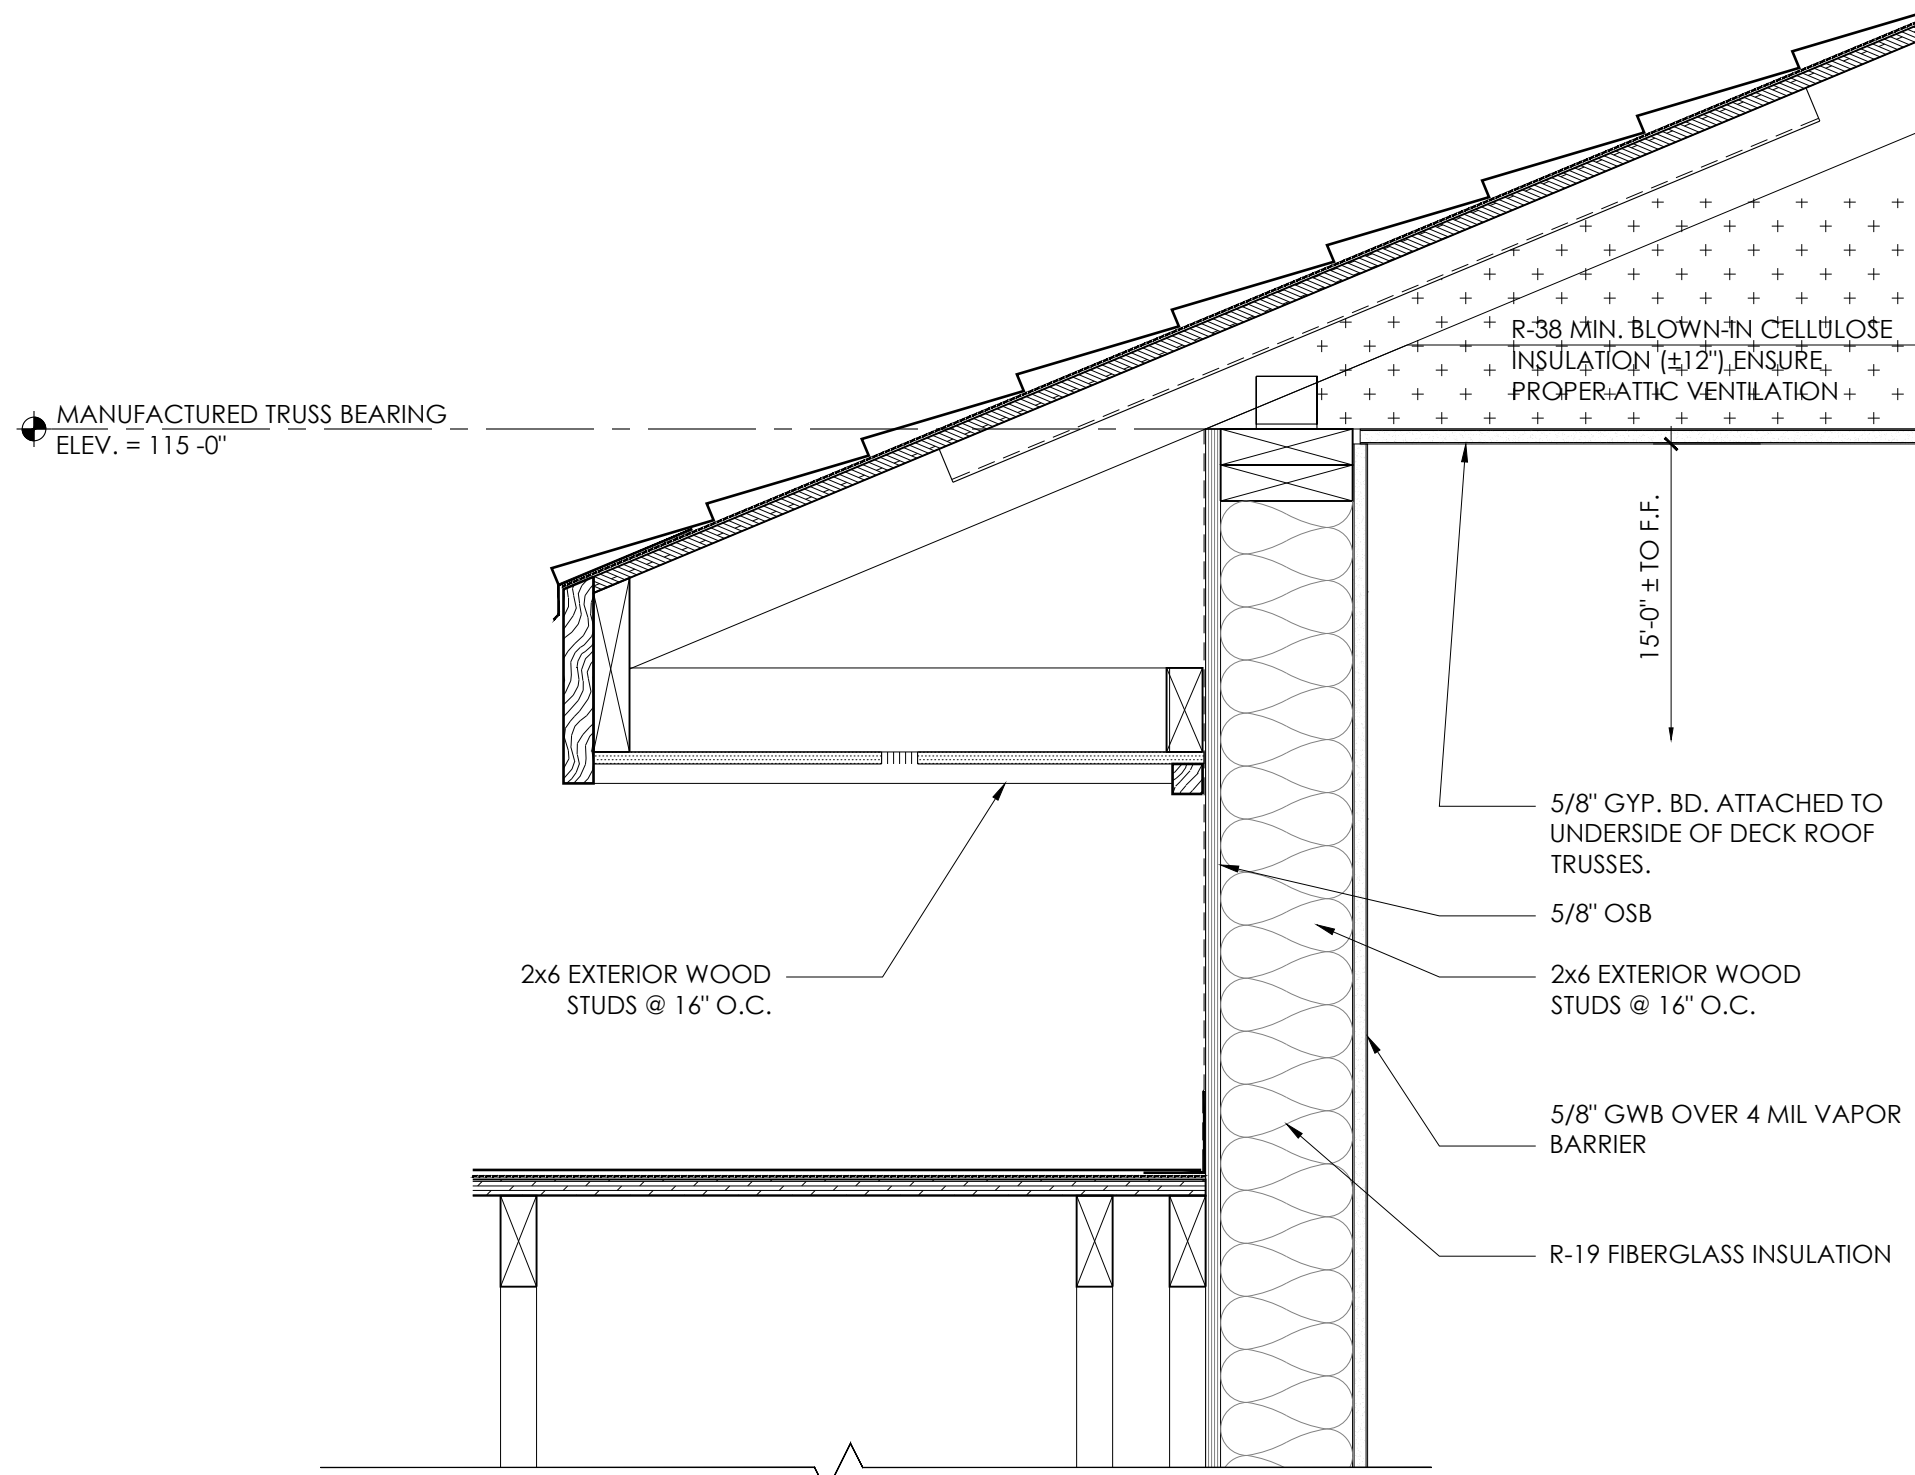 R-38 MIN. BLOWN-IN CELLULOSE
INSULATION (±12") ENSURE
PROPER ATTIC VENTILATION
MANUFACTURED TRUSS BEARING
ELEV. = 115 -0"
15'-0" ± TO F.F.
5/8" GYP. BD. ATTACHED TO
UNDERSIDE OF DECK ROOF
TRUSSES.
5/8" OSB
2x6 EXTERIOR WOOD
STUDS @ 16" O.C.
2x6 EXTERIOR WOOD
STUDS @ 16" O.C.
5/8" GWB OVER 4 MIL VAPOR
BARRIER
R-19 FIBERGLASS INSULATION